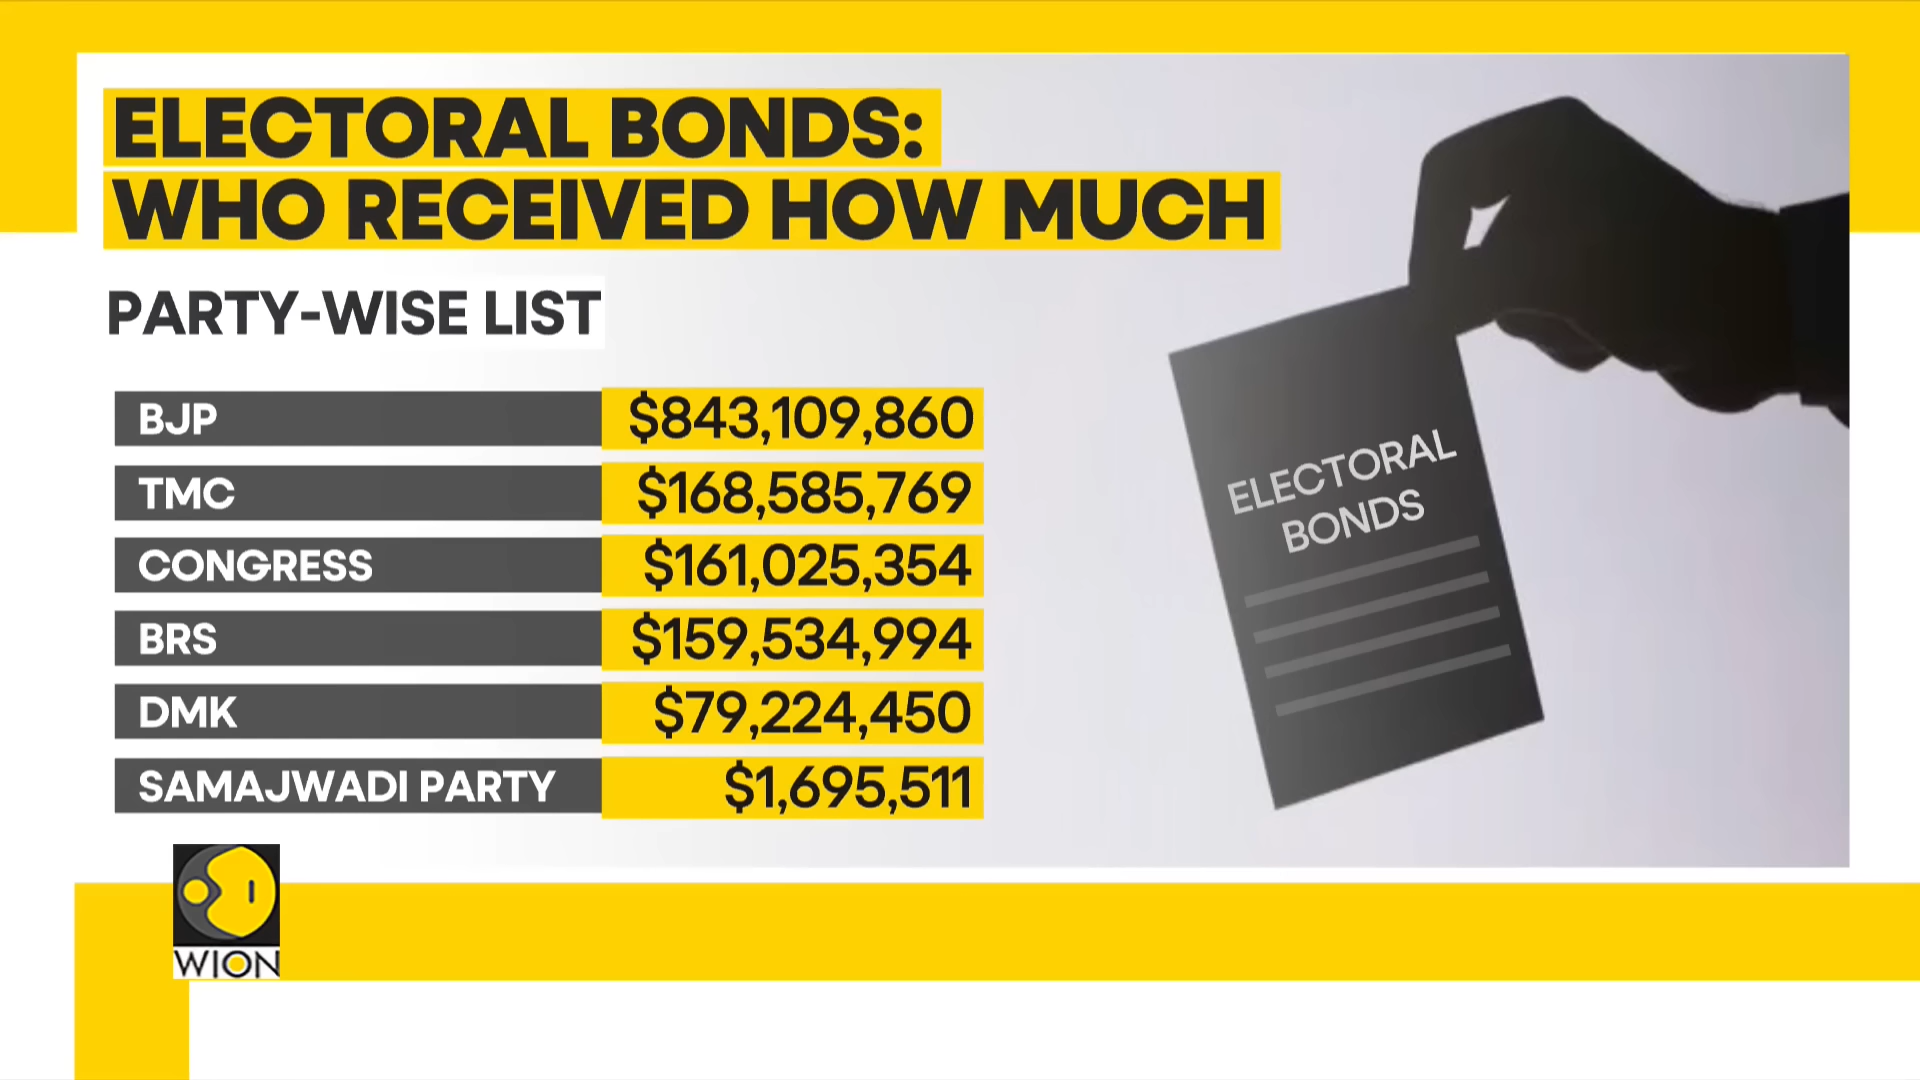 ELECTORAL BONDS:
WHO RECEIVED HOW MUCH
PARTY-WISE LIST
BJP $843,109,860
TMC $168,585,769
CONGRESS $161,025,354
BRS $159,534,994
DMK $79,224,450
SAMAJWADI PARTY $1,695,511
ELECTORAL
BONDS
WION